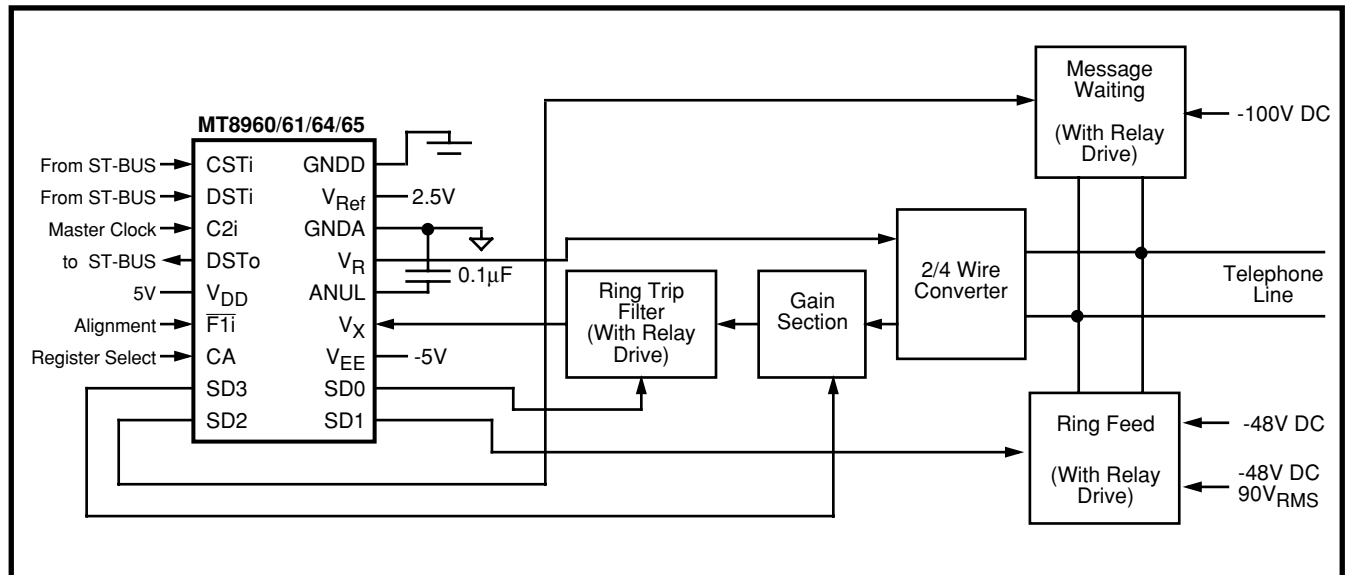 MT8960/61/64/65
From ST-BUS
From ST-BUS
Master Clock
to ST-BUS
5V
Alignment
Register Select
CSTi
DSTi
C2i
DSTo
VDD
F1i
CA
SD3
SD2
GNDD
VRef
GNDA
VR
ANUL
VX
VEE
SD0
SD1
2.5V
0.1µF
-5V
Ring Trip
Filter
(With Relay
Drive)
Gain
Section
2/4 Wire
Converter
Message
Waiting
(With Relay
Drive)
-100V DC
Telephone
Line
Ring Feed
(With Relay
Drive)
-48V DC
-48V DC
90VRMS